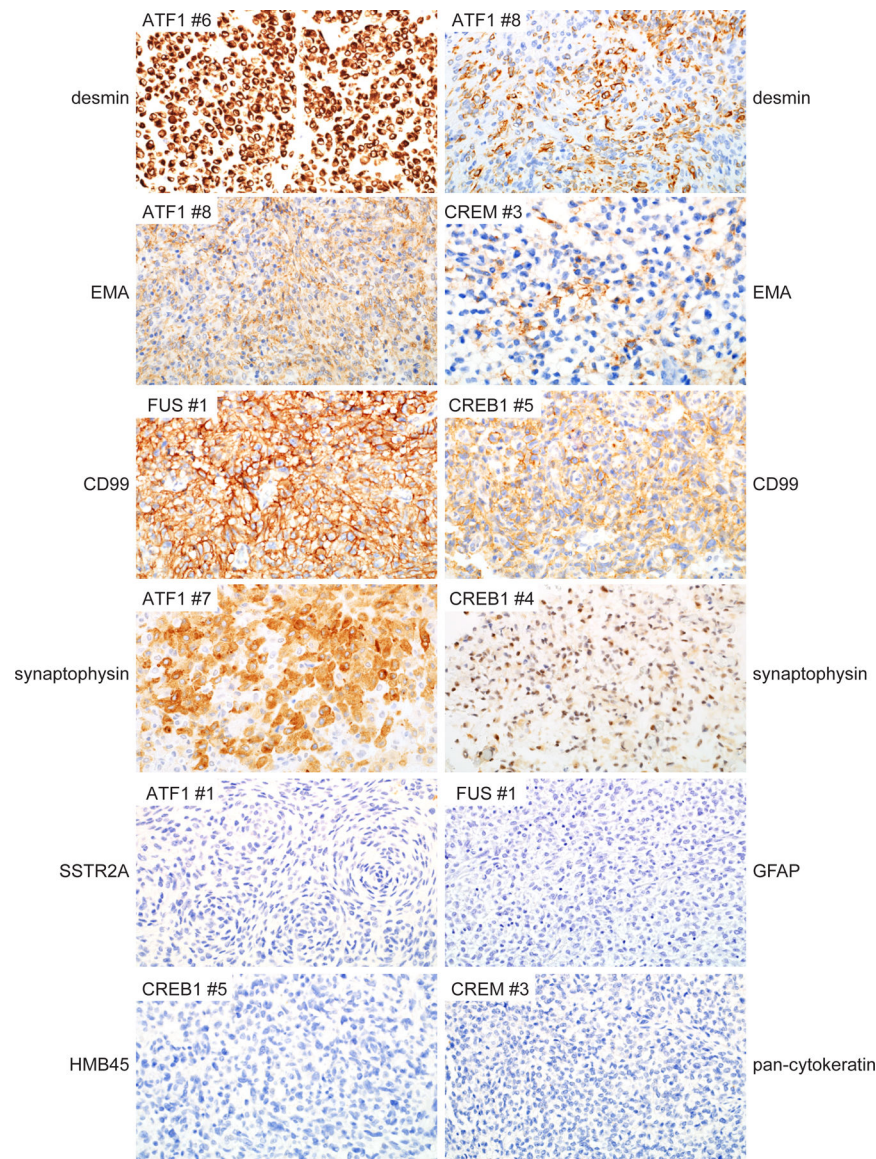 ATF1 #6
ATF1 #8
desmin
desmin
ATF1 #8
CREM #3
EMA
EMA
FUS #1
CREB1 #5
CD99
CD99
ATF1 #7
CREB1 #4
synaptophysin
synaptophysin
ATF1 #1
FUS #1
SSTR2A
GFAP
CREB1 #5
CREM #3
HMB45
pan-cytokeratin